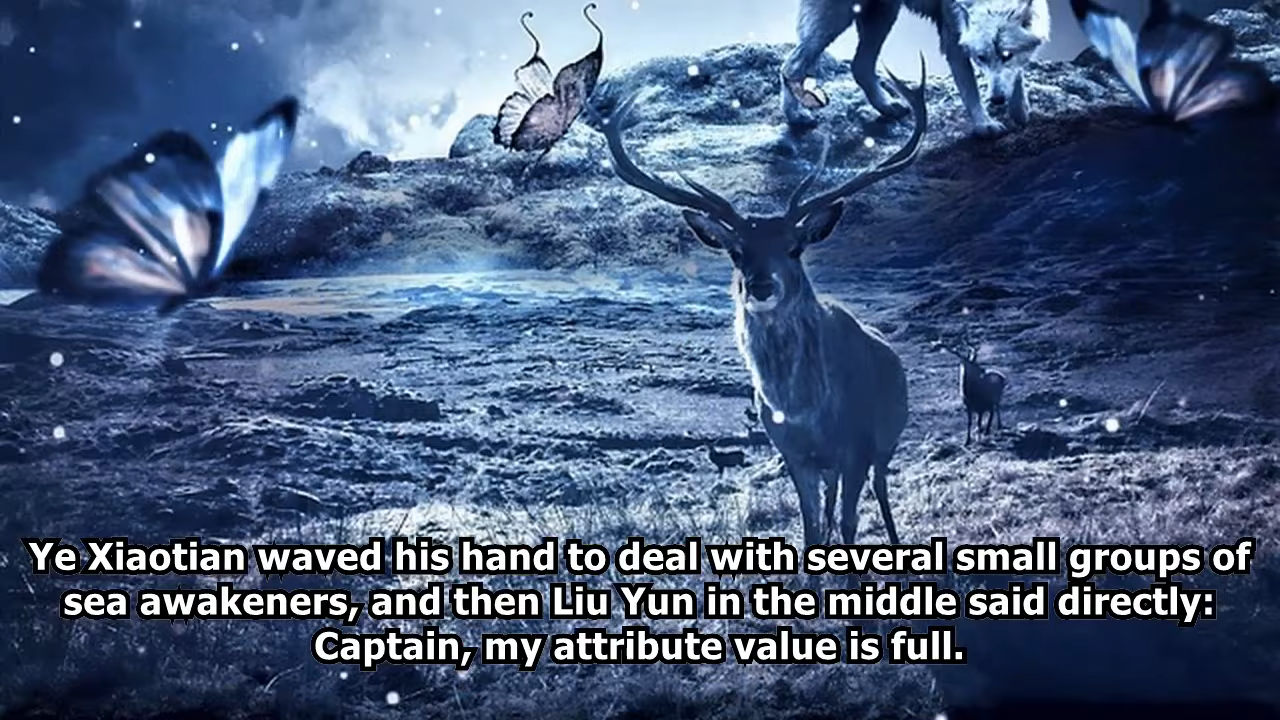 Ye Xiaotian waved his hand to deal with several small groups of
sea awakeners, and then Liu Yun in the middle said directly:
Captain, my attribute value is full.